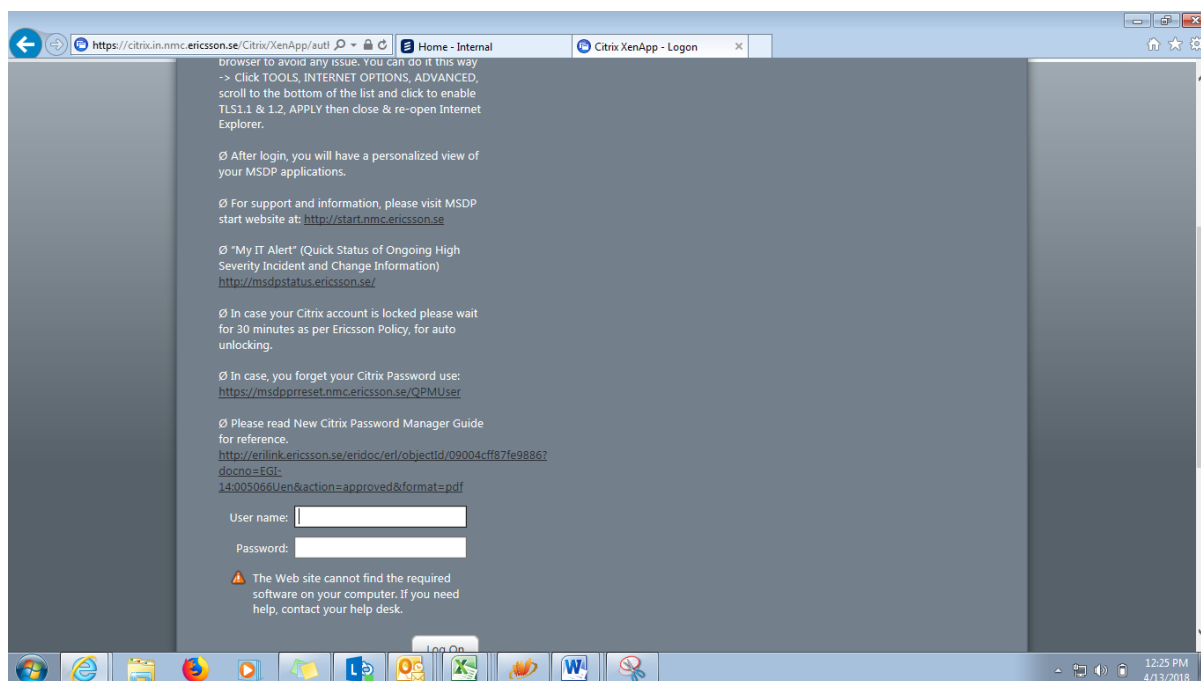 https://citrix.in.nmc.ericsson.se/Citrix/XenApp/autl
Home - Internal
Citrix XenApp - Logon
browser to avoid any issue. You can do it this way
-> Click TOOLS, INTERNET OPTIONS, ADVANCED,
scroll to the bottom of the list and click to enable
TLS1.1 & 1.2, APPLY then close & re-open Internet
Explorer.
Ø After login, you will have a personalized view of
your MSDP applications.
Ø For support and information, please visit MSDP
start website at: http://start.nmc.ericsson.se
Ø "My IT Alert" (Quick Status of Ongoing High
Severity Incident and Change Information)
http://msdpstatus.ericsson.se/
Ø In case your Citrix account is locked please wait
for 30 minutes as per Ericsson Policy, for auto
unlocking.
Ø In case, you forget your Citrix Password use:
https://msdpprreset.nmc.ericsson.se/QPMUser
Ø Please read New Citrix Password Manager Guide
for reference.
http://erilink.ericsson.se/eridoc/erl/objectId/09004cff87fe9886?
docno=EGI-
14:005066Uen&action=approved&format=pdf
User name:
Password:
The Web site cannot find the required
software on your computer. If you need
help, contact your help desk.
Log On
12:25 PM
4/13/2018